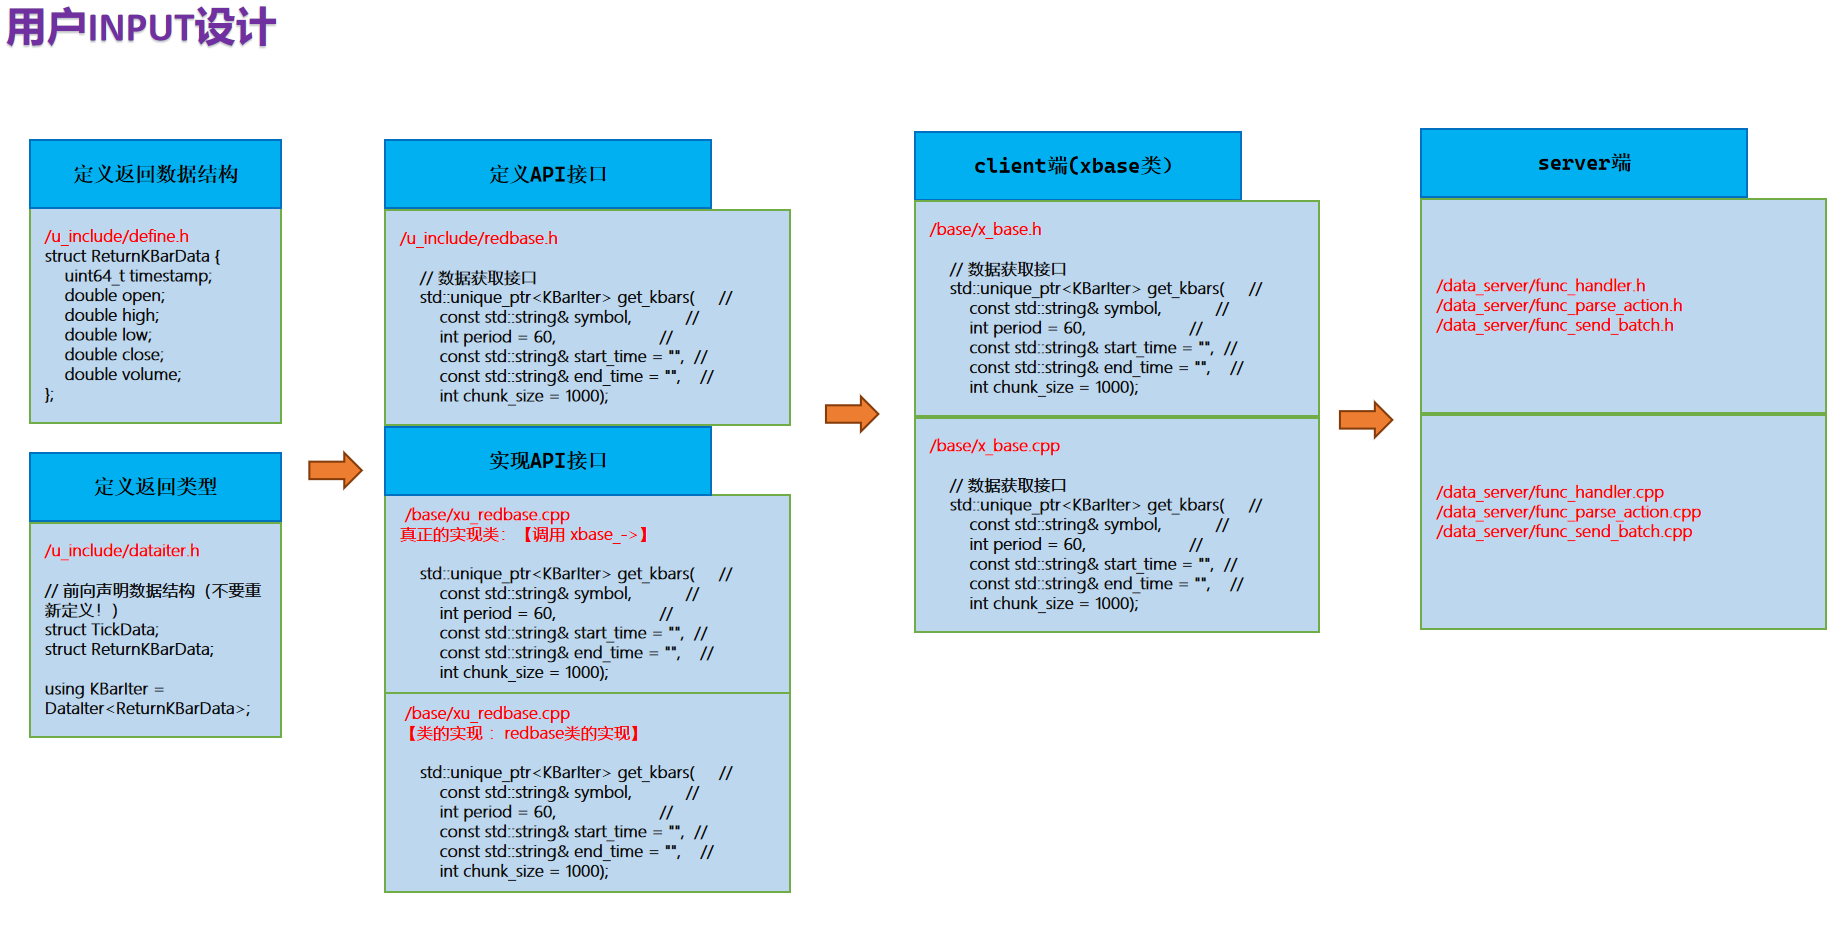 用户INPUT设计
定义返回数据结构
/u_include/define.h
struct ReturnKBarData {
uint64_t timestamp;
double open;
double high;
double low;
double close;
double volume;
};
定义返回类型
/u_include/dataiter.h
// 前向声明数据结构（不要重
新定义！）
struct TickData;
struct ReturnKBarData;
using KBarIter =
DataIter<ReturnKBarData>;
定义API接口
/u_include/redbase.h
// 数据获取接口
std::unique_ptr<KBarIter> get_kbars( //
const std::string& symbol, //
int period = 60, //
const std::string& start_time = "", //
const std::string& end_time = "", //
int chunk_size = 1000);
实现API接口
/base/xu_redbase.cpp
真正的实现类：【调用 xbase_->】
std::unique_ptr<KBarIter> get_kbars( //
const std::string& symbol, //
int period = 60, //
const std::string& start_time = "", //
const std::string& end_time = "", //
int chunk_size = 1000);
/base/xu_redbase.cpp
【类的实现 ：redbase类的实现】
std::unique_ptr<KBarIter> get_kbars( //
const std::string& symbol, //
int period = 60, //
const std::string& start_time = "", //
const std::string& end_time = "", //
int chunk_size = 1000);
client端(xbase类）
/base/x_base.h
// 数据获取接口
std::unique_ptr<KBarIter> get_kbars( //
const std::string& symbol, //
int period = 60, //
const std::string& start_time = "", //
const std::string& end_time = "", //
int chunk_size = 1000);
/base/x_base.cpp
// 数据获取接口
std::unique_ptr<KBarIter> get_kbars( //
const std::string& symbol, //
int period = 60, //
const std::string& start_time = "", //
const std::string& end_time = "", //
int chunk_size = 1000);
server端
/data_server/func_handler.h
/data_server/func_parse_action.h
/data_server/func_send_batch.h
/data_server/func_handler.cpp
/data_server/func_parse_action.cpp
/data_server/func_send_batch.cpp